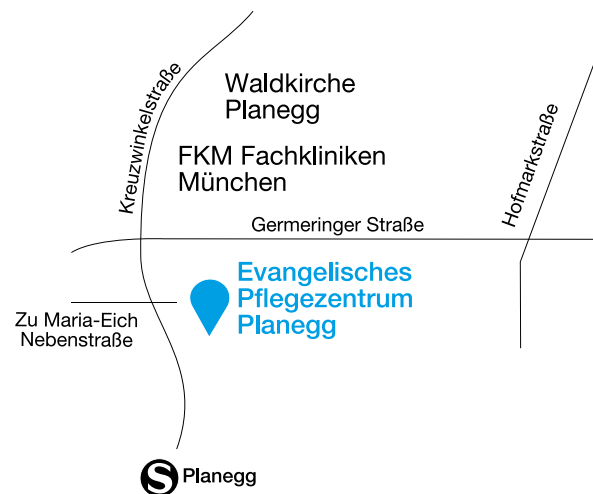 Kreuzwinkelstraße
Waldkirche
Planegg
FKM Fachkliniken
München
Hofmarkstraße
Germeringer Straße
Evangelisches
Pflegezentrum
Planegg
Zu Maria-Eich
Nebenstraße
S Planegg